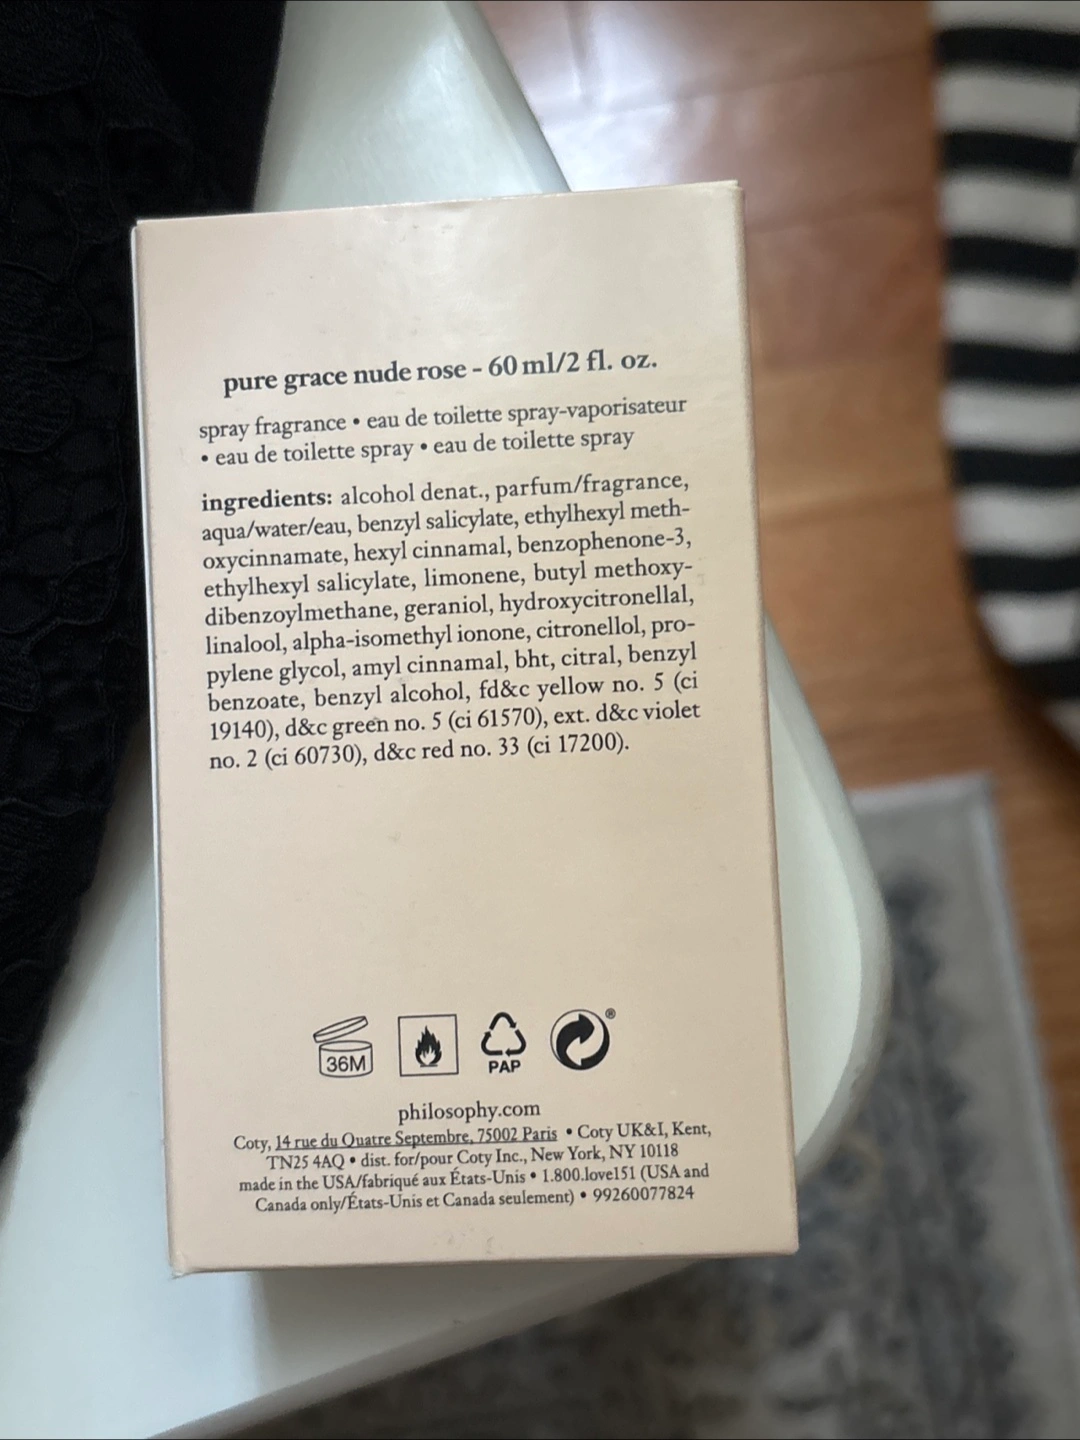 pure grace nude rose - 60 ml/2 fl. oz.
spray fragrance • eau de toilette spray-vaporisateur
• eau de toilette spray • eau de toilette spray
ingredients: alcohol denat., parfum/fragrance,
aqua/water/eau, benzyl salicylate, ethylhexyl meth-
oxycinnamate, hexyl cinnamal, benzophenone-3,
ethylhexyl salicylate, limonene, butyl methoxy-
dibenzoylmethane, geraniol, hydroxycitronellal,
linalool, alpha-isomethyl ionone, citronellol, pro-
pylene glycol, amyl cinnamal, bht, citral, benzyl
benzoate, benzyl alcohol, fd&c yellow no. 5 (ci
19140), d&c green no. 5 (ci 61570), ext. d&c violet
no. 2 (ci 60730), d&c red no. 33 (ci 17200).
36M
PAP
®
philosophy.com
Coty, 14 rue du Quatre Septembre, 75002 Paris • Coty UK&I, Kent,
TN25 4AQ • dist. for/pour Coty Inc., New York, NY 10118
made in the USA/fabriqué aux États-Unis • 1.800.love151 (USA and
Canada only/États-Unis et Canada seulement) • 99260077824